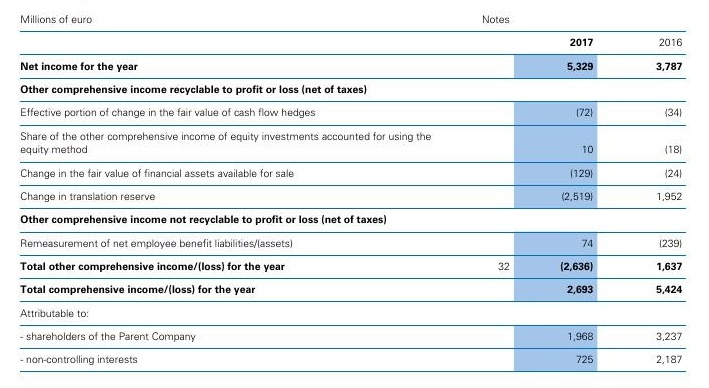 Millions of euro Notes
2017 2016
Net income for the year 5,329 3,787
Other comprehensive income recyclable to profit or loss (net of taxes)
Effective portion of change in the fair value of cash flow hedges (72) (34)
Share of the other comprehensive income of equity investments accounted for using the
equity method 10 (18)
Change in the fair value of financial assets available for sale (129) (24)
Change in translation reserve (2,519) 1,952
Other comprehensive income not recyclable to profit or loss (net of taxes)
Remeasurement of net employee benefit liabilities/(assets) 74 (239)
Total other comprehensive income/(loss) for the year 32 (2,636) 1,637
Total comprehensive income/(loss) for the year 2,693 5,424
Attributable to:
- shareholders of the Parent Company 1,968 3,237
- non-controlling interests 725 2,187